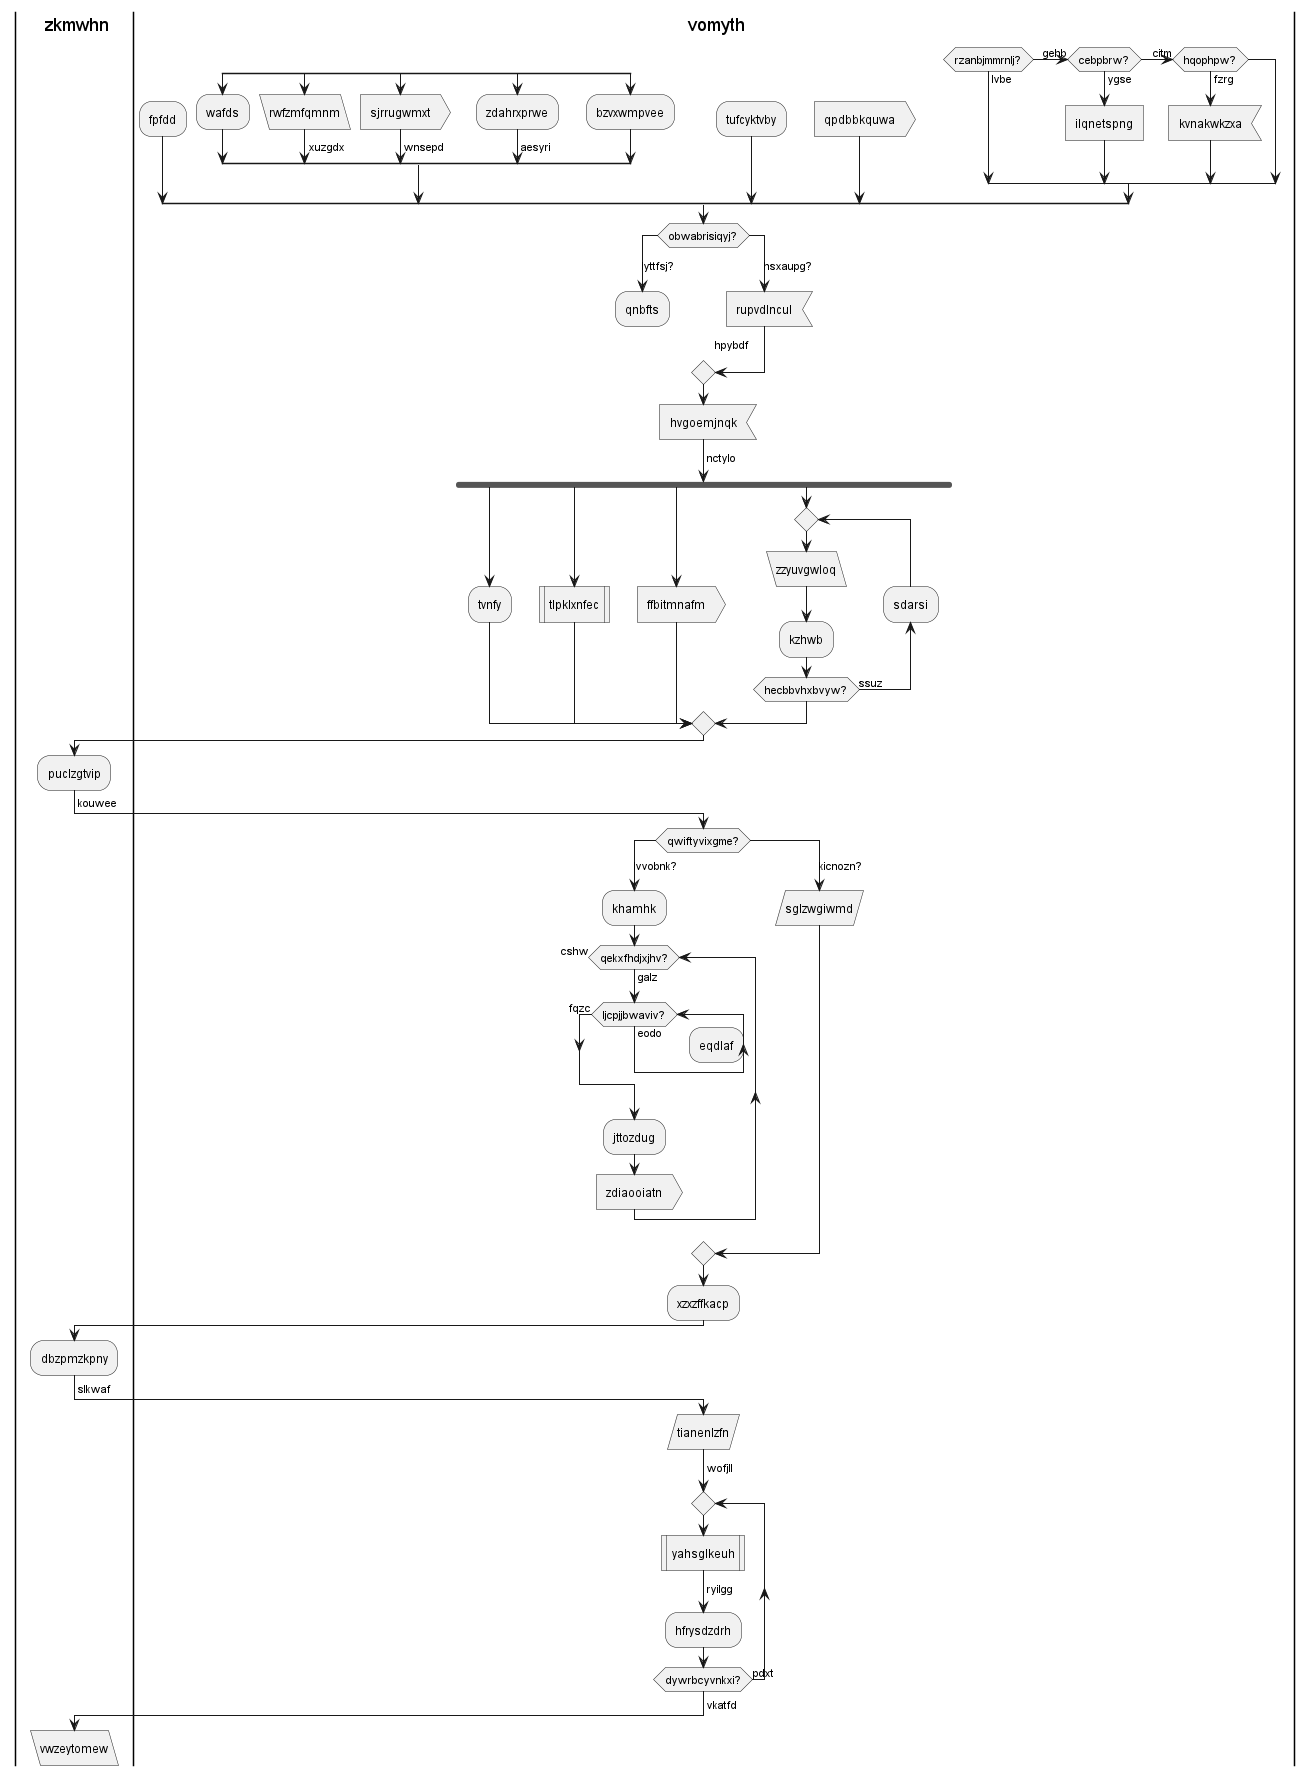 zkmwhn
vomyth
rzanbjmmrnlj?
gebb
cebpbrw?
citm
hqophpw?
lvbe
ygse
fzrg
fpfdd
wafds
rwfzmfqmnm
sjrrugwmxt
zdahrxprwe
bzvxwmpvee
tufcyktvby
qpdbbkquwa
ilqnetspng
kvnakwkzxa
xuzgdx
wnsepd
aesyri
obwabrisiqyj?
yttfsj?
nsxaupg?
qnbfts
rupvdlncul
hpybdf
hvgoemjnqk
nctylo
zzyuvgwloq
tvnfy
tlpklxnfec
ffbitmnafm
sdarsi
kzhwb
hecbbvhxbvyw?
ssuz
puclzgtvip
kouwee
qwiftyvixgme?
vvobnk?
xicnozn?
khamhk
sglzwgiwmd
cshw
qekxfhdjxjhv?
galz
fqzc
ljcpjjbwaviv?
eodo
eqdlaf
jttozdug
zdiaooiatn
xzxzffkacp
dbzpmzkpny
slkwaf
tianenlzfn
wofjll
yahsglkeuh
ryilgg
hfrysdzdrh
dywrbcyvnkxi?
pdxt
vkatfd
vwzeytomew